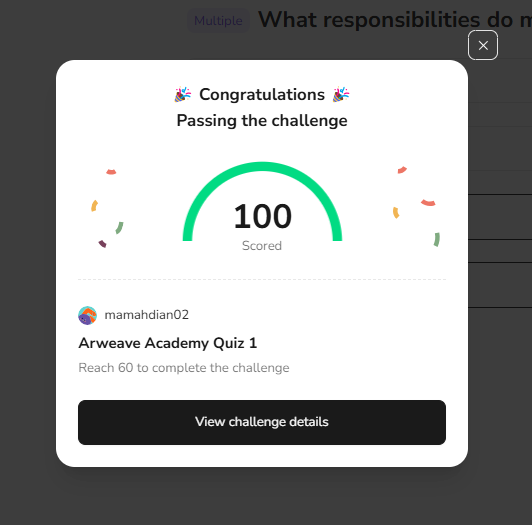 Multiple What responsibilities do m
Congratulations
Passing the challenge
100
Scored
mamahdian02
Arweave Academy Quiz 1
Reach 60 to complete the challenge
View challenge details